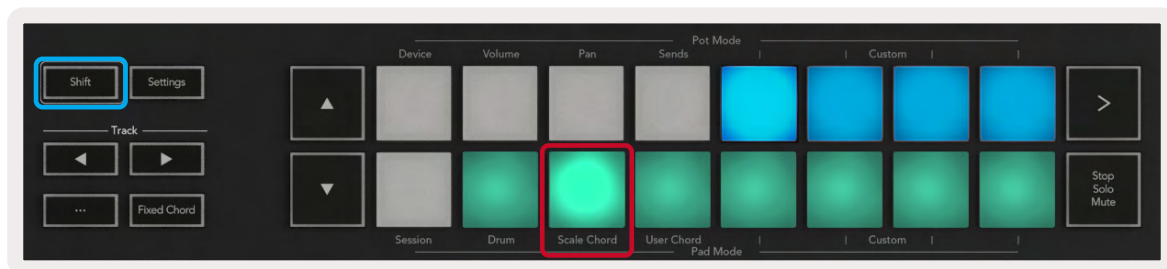 Pot Mode
Device Volume Pan Sends Custom
Shift Settings
Track
... Fixed Chord
Stop
Solo
Mute
Session Drum Scale Chord User Chord Custom
Pad Mode